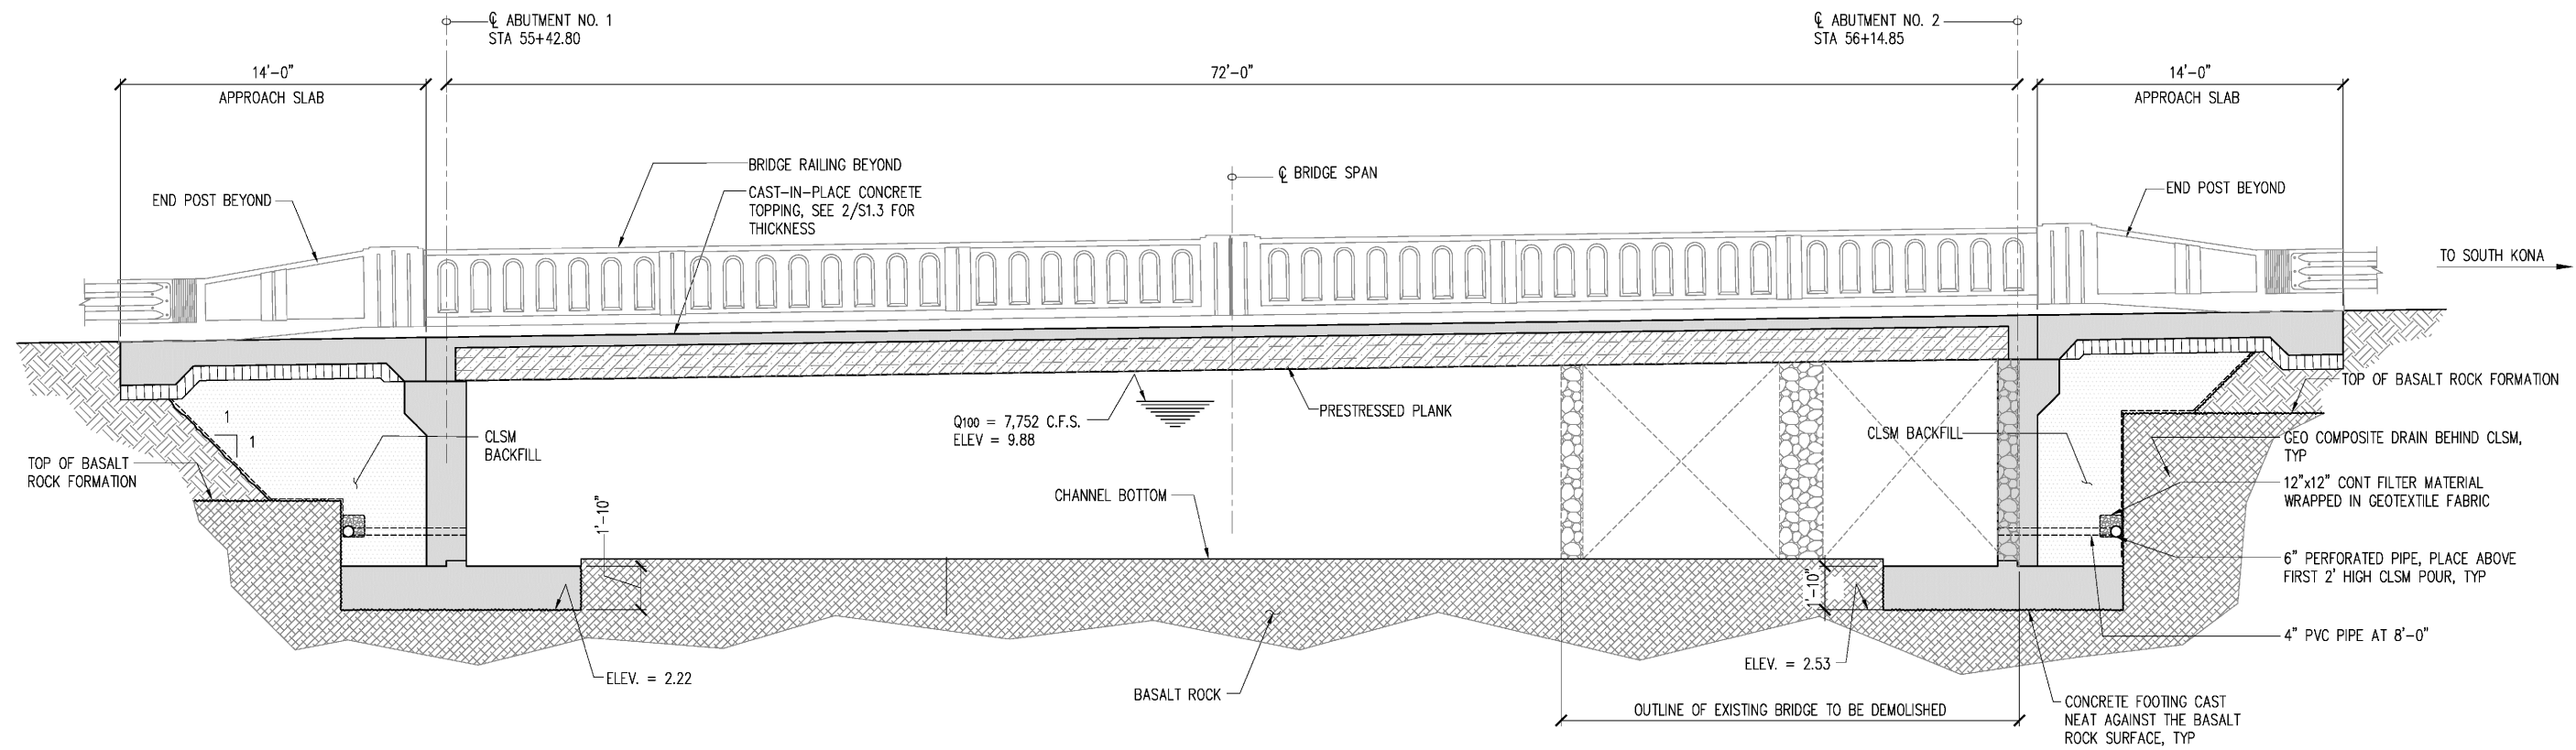 ℄ ABUTMENT NO. 1
STA 55+42.80
℄ ABUTMENT NO. 2
STA 56+14.85
14'-0"
APPROACH SLAB
72'-0"
14'-0"
APPROACH SLAB
BRIDGE RAILING BEYOND
℄ BRIDGE SPAN
END POST BEYOND
CAST-IN-PLACE CONCRETE
TOPPING, SEE 2/S1.3 FOR
THICKNESS
END POST BEYOND
TO SOUTH KONA
TOP OF BASALT ROCK FORMATION
PRESTRESSED PLANK
Q100 = 7,752 C.F.S.
ELEV = 9.88
1
1
CLSM
BACKFILL
CLSM BACKFILL
GEO COMPOSITE DRAIN BEHIND CLSM,
TYP
TOP OF BASALT
ROCK FORMATION
12"x12" CONT FILTER MATERIAL
WRAPPED IN GEOTEXTILE FABRIC
CHANNEL BOTTOM
1'-10"
1'-10"
6" PERFORATED PIPE, PLACE ABOVE
FIRST 2' HIGH CLSM POUR, TYP
4" PVC PIPE AT 8'-0"
ELEV. = 2.22
ELEV. = 2.53
BASALT ROCK
OUTLINE OF EXISTING BRIDGE TO BE DEMOLISHED
CONCRETE FOOTING CAST
NEAT AGAINST THE BASALT
ROCK SURFACE, TYP